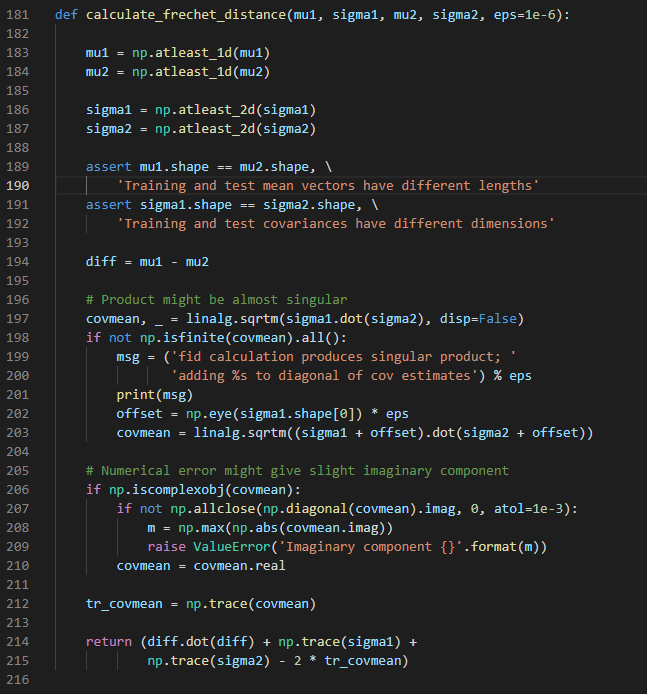 181 def calculate_frechet_distance(mu1, sigma1, mu2, sigma2, eps=1e-6):
182
183     mu1 = np.atleast_1d(mu1)
184     mu2 = np.atleast_1d(mu2)
185
186     sigma1 = np.atleast_2d(sigma1)
187     sigma2 = np.atleast_2d(sigma2)
188
189     assert mu1.shape == mu2.shape, \
190         'Training and test mean vectors have different lengths'
191     assert sigma1.shape == sigma2.shape, \
192         'Training and test covariances have different dimensions'
193
194     diff = mu1 - mu2
195
196     # Product might be almost singular
197     covmean, _ = linalg.sqrtm(sigma1.dot(sigma2), disp=False)
198     if not np.isfinite(covmean).all():
199         msg = ('fid calculation produces singular product; '
200                'adding %s to diagonal of cov estimates') % eps
201         print(msg)
202         offset = np.eye(sigma1.shape[0]) * eps
203         covmean = linalg.sqrtm((sigma1 + offset).dot(sigma2 + offset))
204
205     # Numerical error might give slight imaginary component
206     if np.iscomplexobj(covmean):
207         if not np.allclose(np.diagonal(covmean).imag, 0, atol=1e-3):
208             m = np.max(np.abs(covmean.imag))
209             raise ValueError('Imaginary component {}'.format(m))
210         covmean = covmean.real
211
212     tr_covmean = np.trace(covmean)
213
214     return (diff.dot(diff) + np.trace(sigma1) +
215             np.trace(sigma2) - 2 * tr_covmean)
216